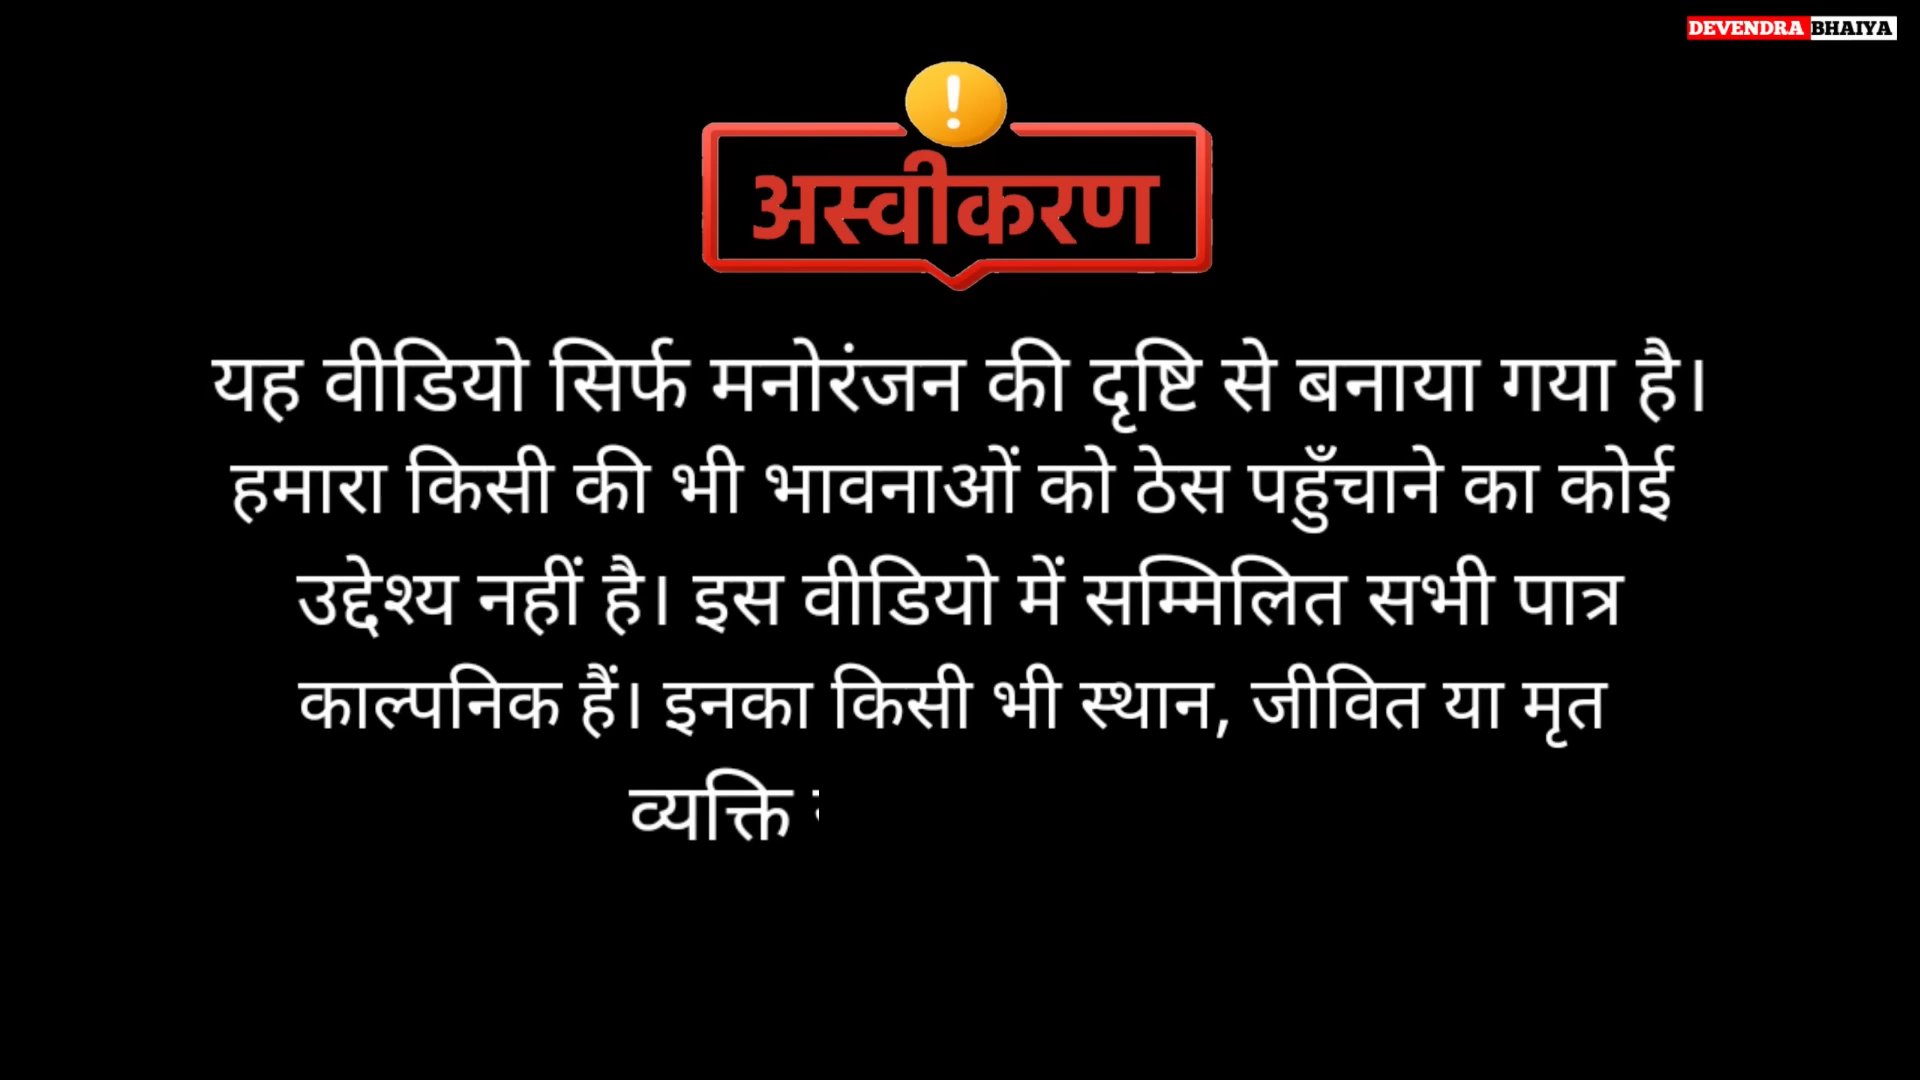 DEVENDRA BHAIYA
!
अस्वीकरण
यह वीडियो सिर्फ मनोरंजन की दृष्टि से बनाया गया है।
हमारा किसी की भी भावनाओं को ठेस पहुँचाने का कोई
उद्देश्य नहीं है। इस वीडियो में सम्मिलित सभी पात्र
काल्पनिक हैं। इनका किसी भी स्थान, जीवित या मृत
व्यक्ति